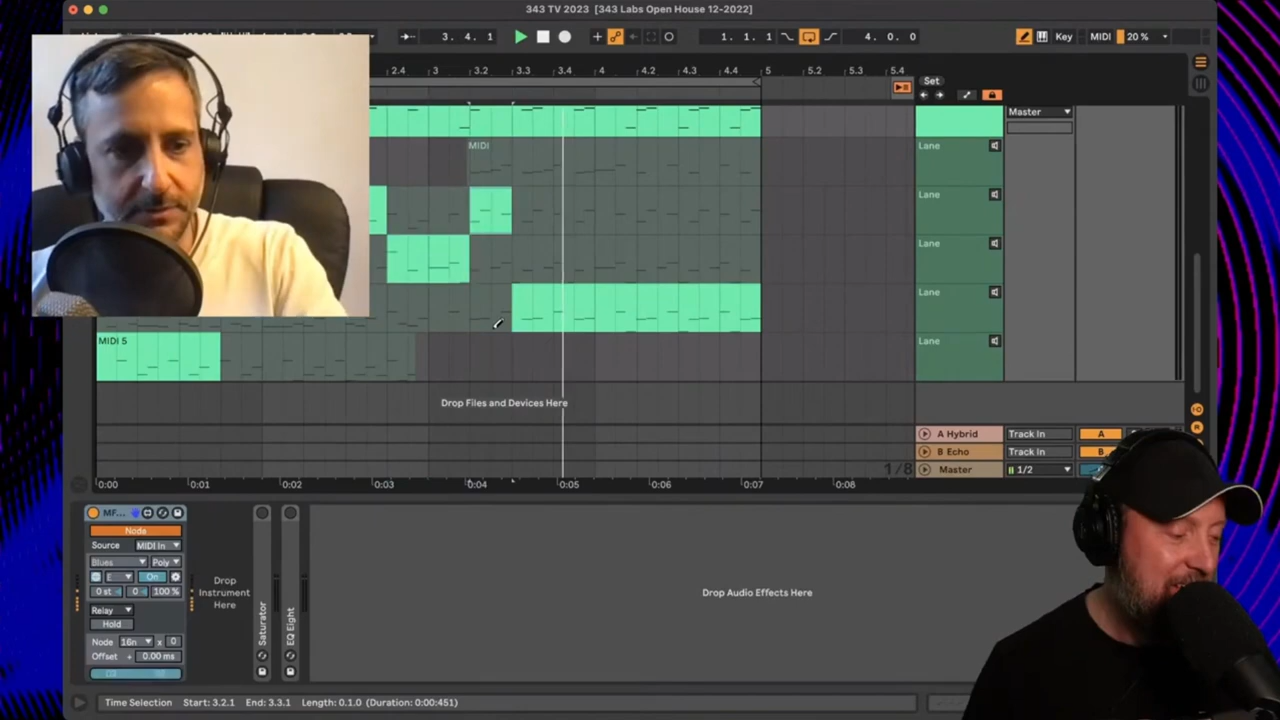 343 TV 2023 [343 Labs Open House 12-2022]
3. 4. 1
1. 1. 1
4. 0. 0
Key
MIDI
20 %
2.4
3
3.2
3.3
3.4
4
4.2
4.3
4.4
5
5.2
5.3
5.4
Set
Master
MIDI
Lane
Lane
Lane
Lane
MIDI 5
Lane
Drop Files and Devices Here
A Hybrid
Track In
A
B Echo
Track In
B
1/8
Master
1/2
0:00
0:01
0:02
0:03
0:04
0:05
0:06
0:07
0:08
MF...
Node
Source
MIDI In
Blues
Poly
E
On
0 st
0
100 %
Relay
Hold
Node
16n
x
0
Offset
+
0.00 ms
Drop
Instrument
Here
Saturator
EQ Eight
Drop Audio Effects Here
Time Selection
Start: 3.2.1
End: 3.3.1
Length: 0.1.0
(Duration: 0:00:451)